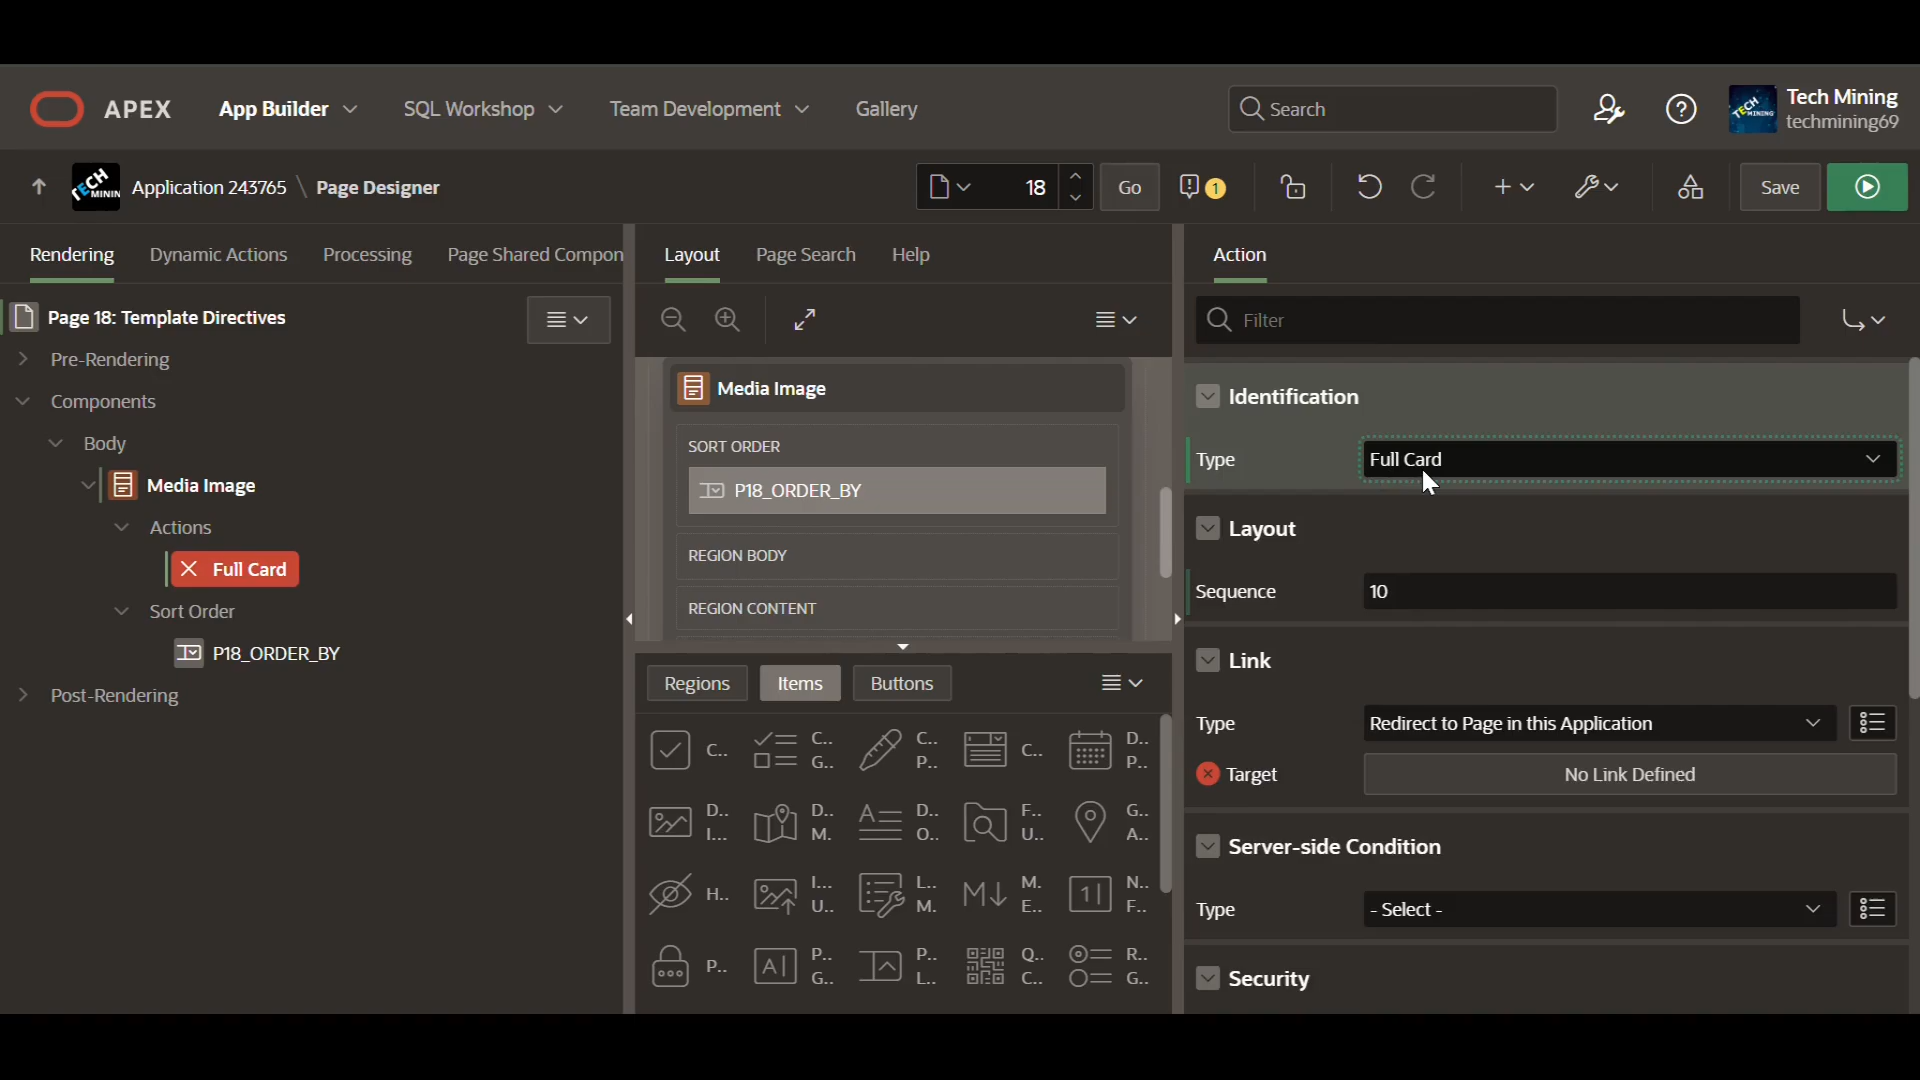 APEX App Builder SQL Workshop Team Development Gallery Search Tech Mining
techmining69
Application 243765 \ Page Designer 18 Go 1 Save
Rendering Dynamic Actions Processing Page Shared Compon
Page 18: Template Directives
Pre-Rendering
Components
Body
Media Image
Actions
Full Card
Sort Order
P18_ORDER_BY
Post-Rendering
Layout Page Search Help
Media Image
SORT ORDER
P18_ORDER_BY
REGION BODY
REGION CONTENT
Regions Items Buttons
C.. C.. C.. C.. D..
G.. P.. P..
D.. D.. D.. F.. G..
I... M. O.. U.. A..
H.. I... L.. M. N..
U.. M. E.. F..
P.. P.. P.. Q.. R..
G.. L.. C.. G..
Action
Filter
Identification
Type Full Card
Layout
Sequence 10
Link
Type Redirect to Page in this Application
Target No Link Defined
Server-side Condition
Type - Select -
Security